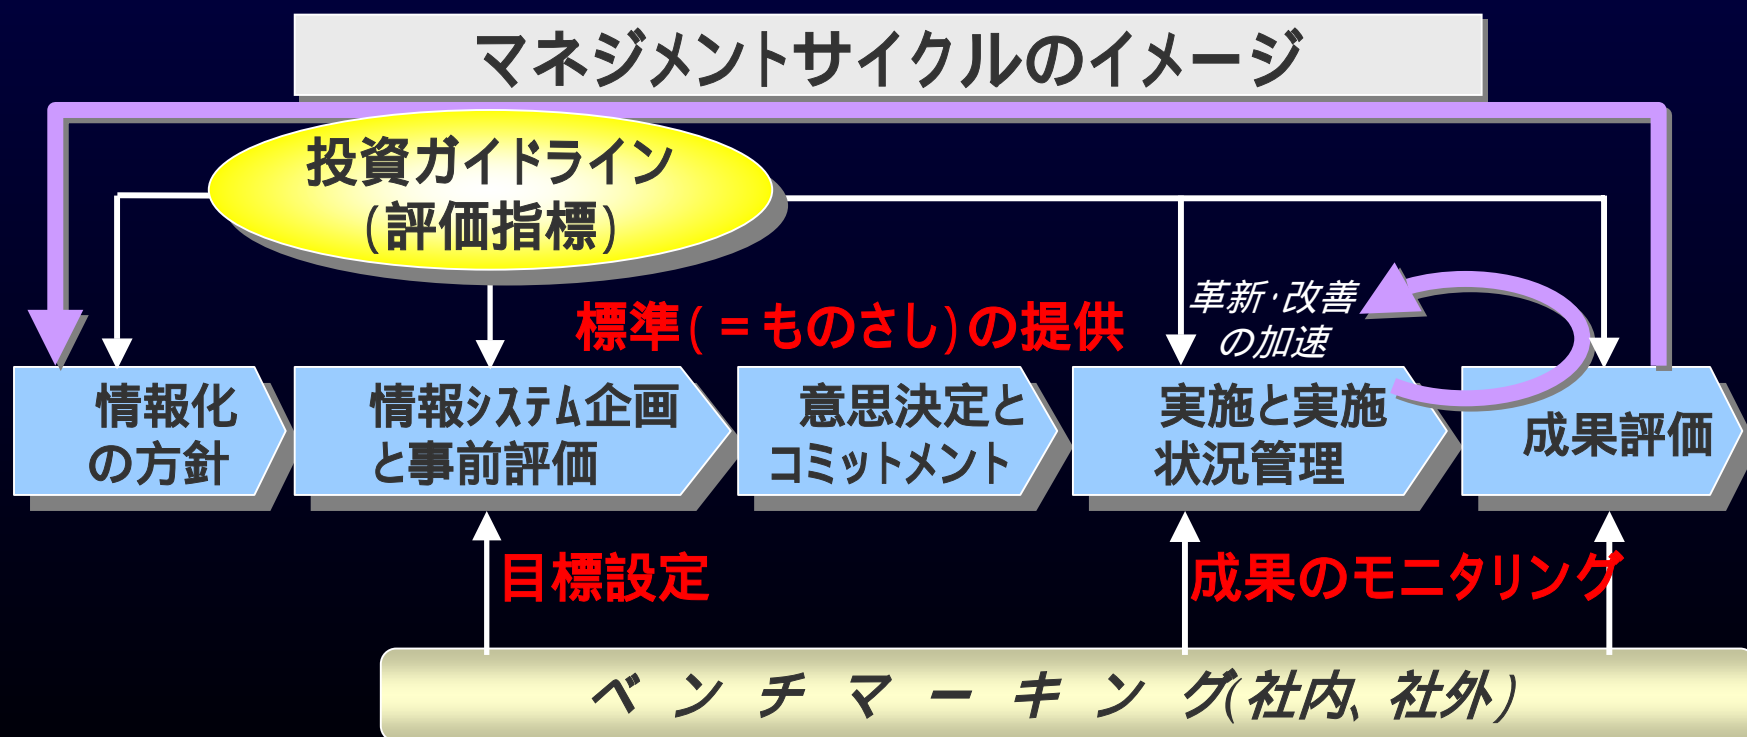 マネジメントサイクルのイメージ
投資ガイドライン
(評価指標)
標準(=ものさし)の提供
革新・改善
の加速
情報化
の方針
情報システム企画
と事前評価
意思決定と
コミットメント
実施と実施
状況管理
成果評価
目標設定
成果のモニタリング
ベンチマーキング(社内、社外)